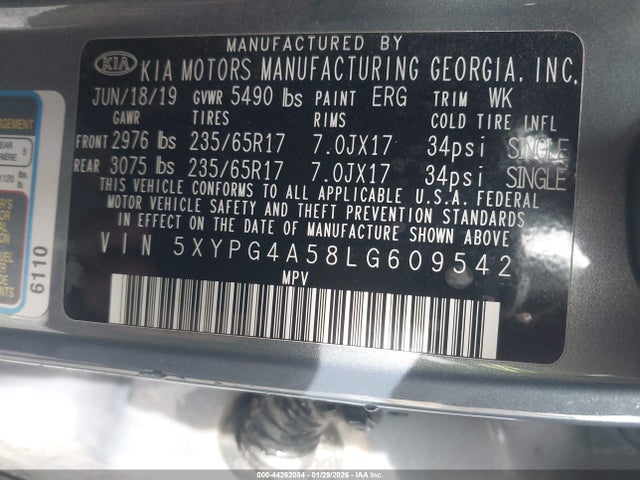 MANUFACTURED BY
KIA KIA MOTORS MANUFACTURING GEORGIA, INC.
JUN/18/19 GVWR 5490 lbs PAINT ERG TRIM WK
GAWR TIRES RIMS COLD TIRE INFL
FRONT 2976 lbs 235/65R17 7.0JX17 34psi SINGLE
REAR 3075 lbs 235/65R17 7.0JX17 34psi SINGLE
THIS VEHICLE CONFORMS TO ALL APPLICABLE U.S.A. FEDERAL
MOTOR VEHICLE SAFETY AND THEFT PREVENTION STANDARDS
IN EFFECT ON THE DATE OF MANUFACTURE SHOWN ABOVE
VIN 5XYPG4A58LG609542
MPV
5
1120 lbs.
6110
000-44262084 | 01/29/2026 - IAA Inc.